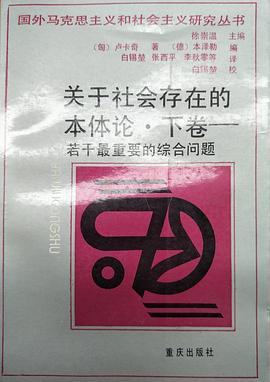 国外马克思主义和社会主义研究丛书
徐崇温 主编
(匈) 卢卡奇 著 (德) 本泽勒 编
白锡堃 张西平 李秋零等 译
白锡堃 校
关于社会存在的
本体论·下卷——
若干最重要的综合问题
重庆出版社